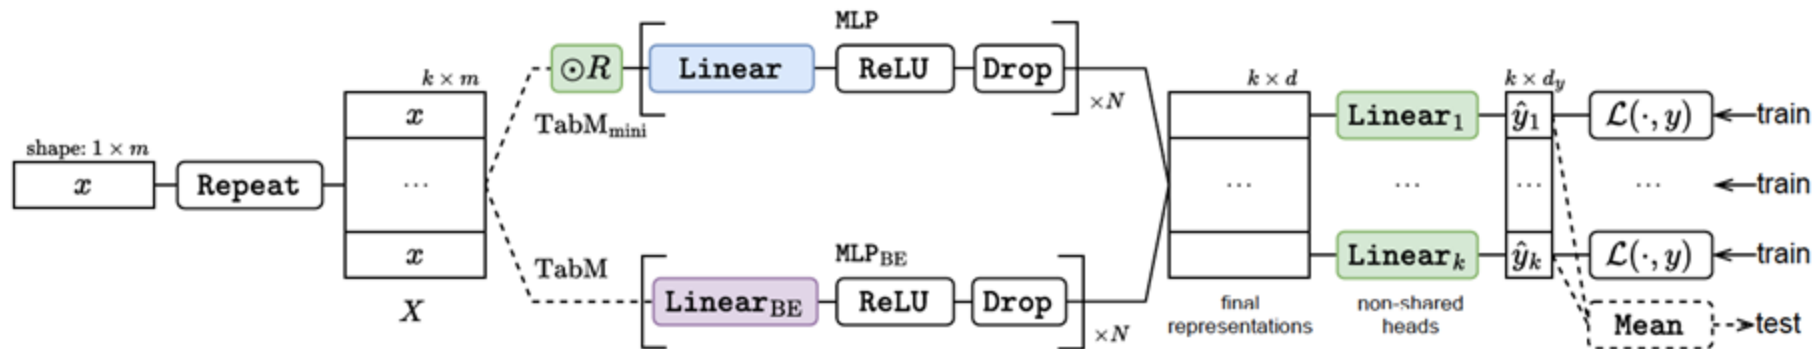 shape: 1 × m
x
Repeat
k × m
x
...
x
X
⊙R
MLP
Linear
ReLU
Drop
×N
TabM_mini
TabM
MLP_BE
Linear_BE
ReLU
Drop
×N
k × d
...
final
representations
Linear_1
...
Linear_k
non-shared
heads
k × d_y
ŷ_1
...
ŷ_k
L(·, y)
...
L(·, y)
Mean
train
train
train
test